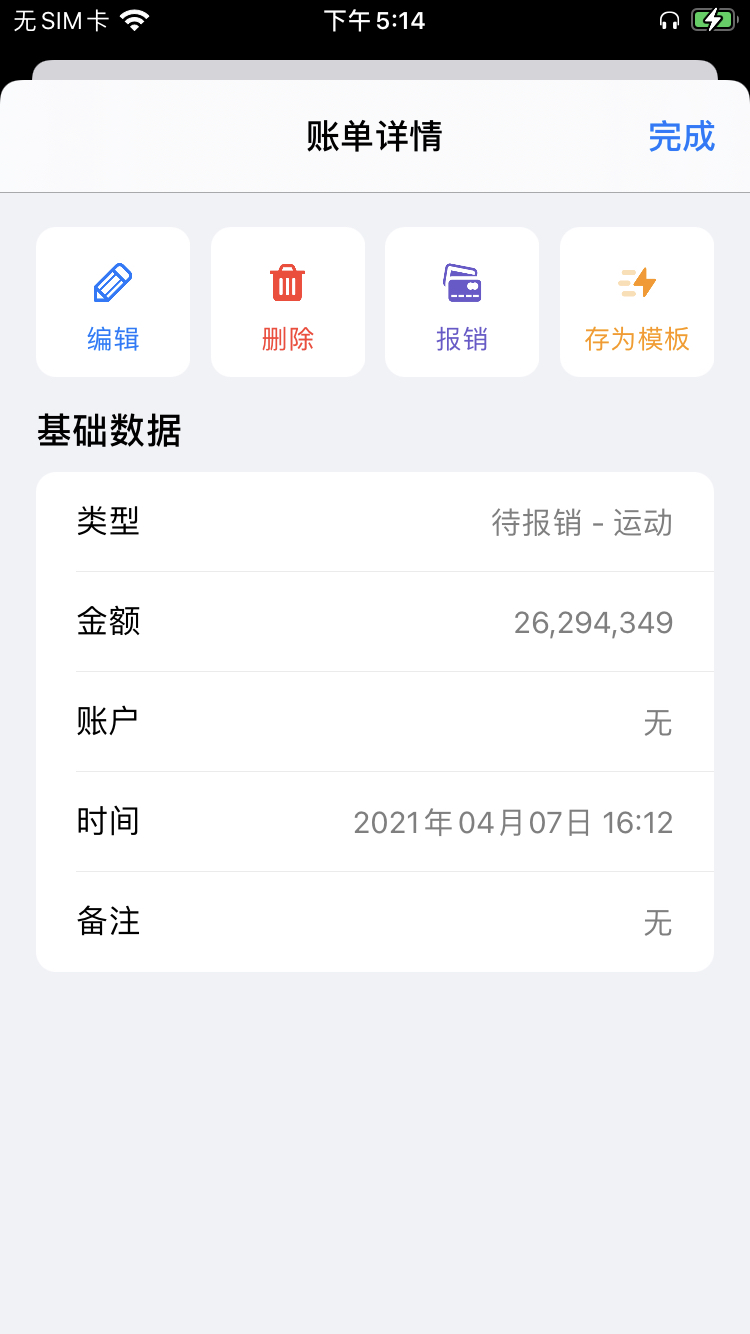 无SIM卡 下午5:14
账单详情 完成
编辑 删除 报销 存为模板
基础数据
类型 待报销 - 运动
金额 26,294,349
账户 无
时间 2021年04月07日 16:12
备注 无